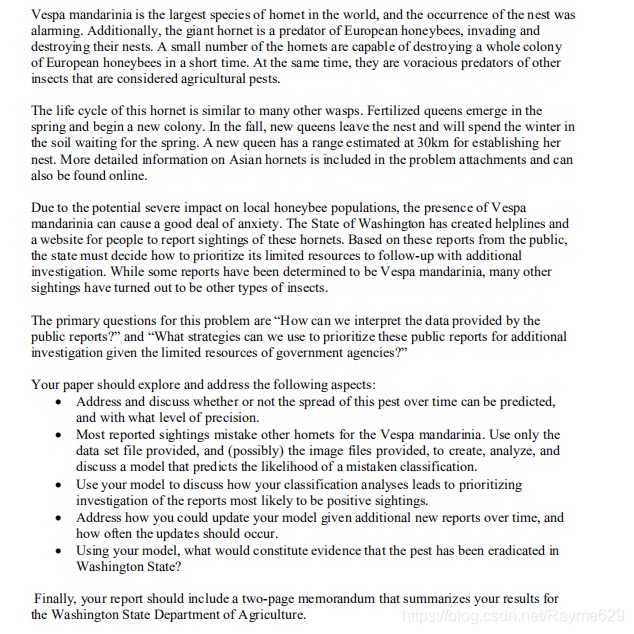 Vespa mandarinia is the largest species of hornet in the world, and the occurrence of the nest was
alarming. Additionally, the giant hornet is a predator of European honeybees, invading and
destroying their nests. A small number of the hornets are capable of destroying a whole colony
of European honeybees in a short time. At the same time, they are voracious predators of other
insects that are considered agricultural pests.
The life cycle of this hornet is similar to many other wasps. Fertilized queens emerge in the
spring and begin a new colony. In the fall, new queens leave the nest and will spend the winter in
the soil waiting for the spring. A new queen has a range estimated at 30km for establishing her
nest. More detailed information on Asian hornets is included in the problem attachments and can
also be found online.
Due to the potential severe impact on local honeybee populations, the presence of Vespa
mandarinia can cause a good deal of anxiety. The State of Washington has created helplines and
a website for people to report sightings of these hornets. Based on these reports from the public,
the state must decide how to prioritize its limited resources to follow-up with additional
investigation. While some reports have been determined to be Vespa mandarinia, many other
sightings have turned out to be other types of insects.
The primary questions for this problem are “How can we interpret the data provided by the
public reports?” and “What strategies can we use to prioritize these public reports for additional
investigation given the limited resources of government agencies?”
Your paper should explore and address the following aspects:
• Address and discuss whether or not the spread of this pest over time can be predicted,
and with what level of precision.
• Most reported sightings mistake other hornets for the Vespa mandarinia. Use only the
data set file provided, and (possibly) the image files provided, to create, analyze, and
discuss a model that predicts the likelihood of a mistaken classification.
• Use your model to discuss how your classification analyses leads to prioritizing
investigation of the reports most likely to be positive sightings.
• Address how you could update your model given additional new reports over time, and
how often the updates should occur.
• Using your model, what would constitute evidence that the pest has been eradicated in
Washington State?
Finally, your report should include a two-page memorandum that summarizes your results for
the Washington State Department of Agriculture.
https://blog.csdn.net/Rayme629